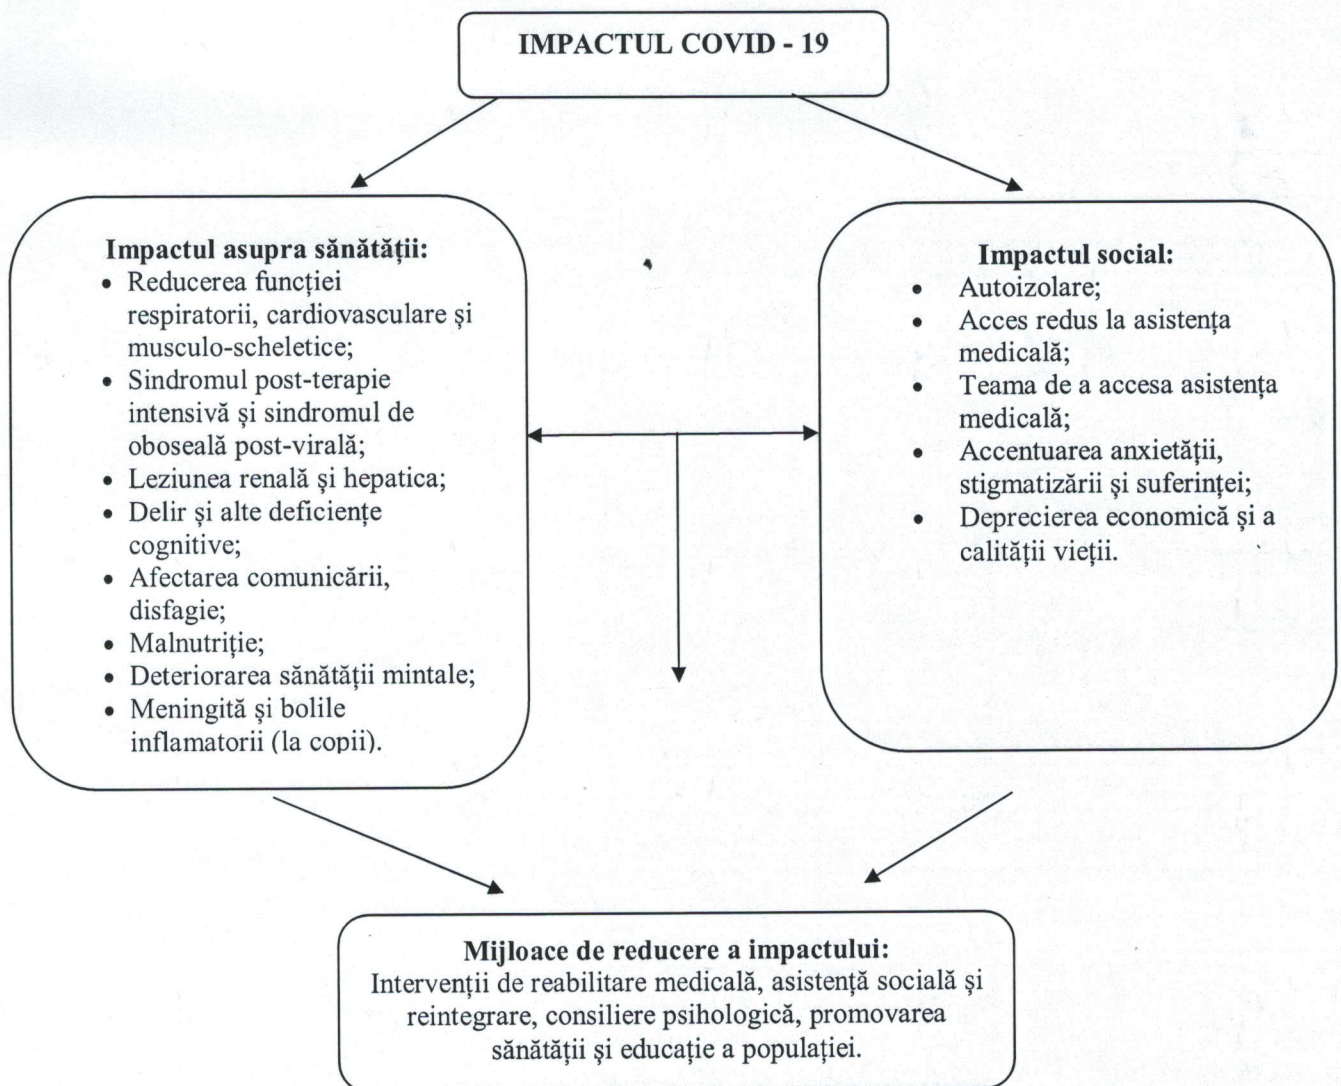 IMPACTUL COVID - 19
Impactul asupra sănătății:
• Reducerea funcției
respiratorii, cardiovasculare și
musculo-scheletice;
• Sindromul post-terapie
intensivă și sindromul de
oboseală post-virală;
• Leziunea renală și hepatica;
• Delir și alte deficiențe
cognitive;
• Afectarea comunicării,
disfagie;
• Malnutriție;
• Deteriorarea sănătății mintale;
• Meningită și bolile
inflamatorii (la copii).
Impactul social:
• Autoizolare;
• Acces redus la asistența
medicală;
• Teama de a accesa asistența
medicală;
• Accentuarea anxietății,
stigmatizării și suferinței;
• Deprecierea economică și a
calității vieții.
Mijloace de reducere a impactului:
Intervenții de reabilitare medicală, asistență socială și
reintegrare, consiliere psihologică, promovarea
sănătății și educație a populației.